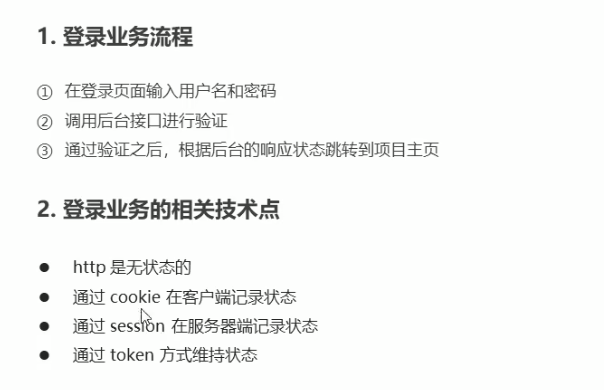 1. 登录业务流程
① 在登录页面输入用户名和密码
② 调用后台接口进行验证
③ 通过验证之后，根据后台的响应状态跳转到项目主页
2. 登录业务的相关技术点
● http 是无状态的
● 通过 cookie 在客户端记录状态
● 通过 session 在服务器端记录状态
● 通过 token 方式维持状态